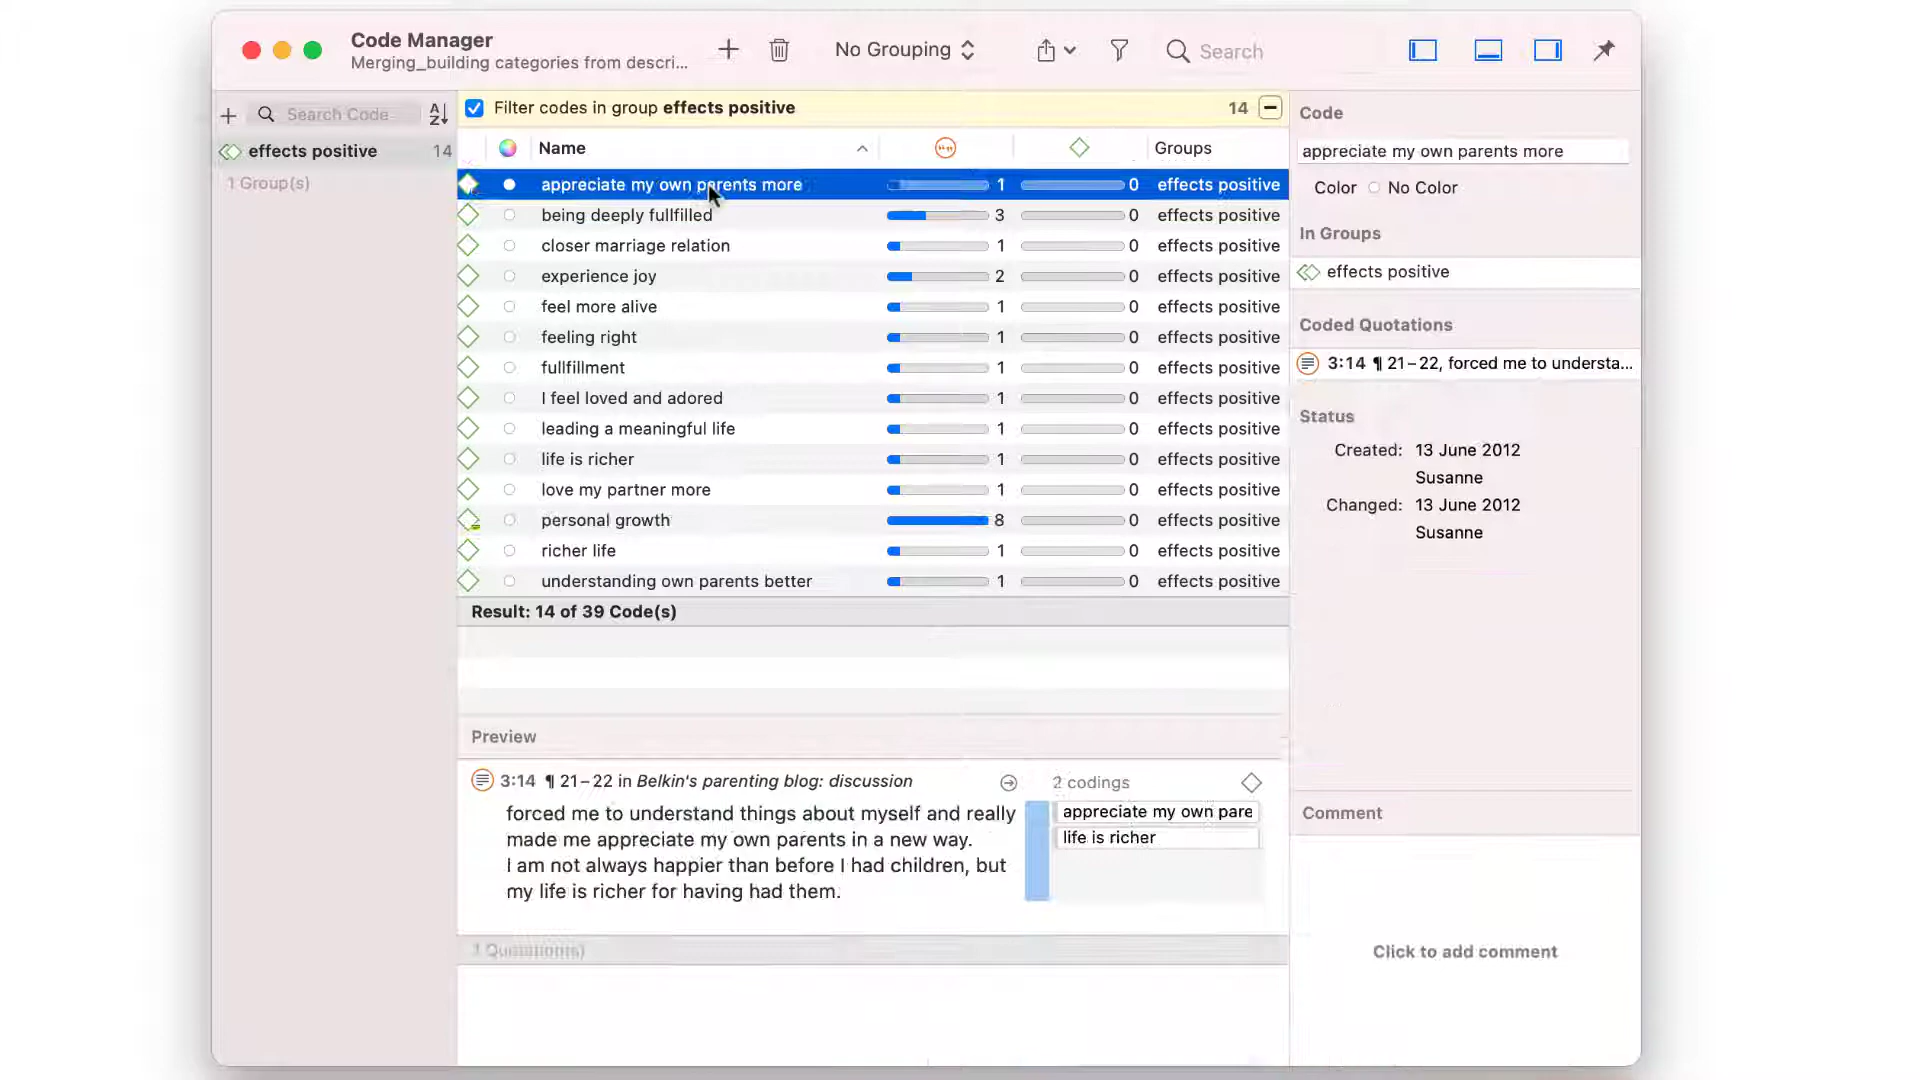 Code Manager
Merging_building categories from descri...
No Grouping
Search
Search Code
effects positive 14
1 Group(s)
Filter codes in group effects positive 14
Name Groups
appreciate my own parents more 1 0 effects positive
being deeply fullfilled 3 0 effects positive
closer marriage relation 1 0 effects positive
experience joy 2 0 effects positive
feel more alive 1 0 effects positive
feeling right 1 0 effects positive
fullfillment 1 0 effects positive
I feel loved and adored 1 0 effects positive
leading a meaningful life 1 0 effects positive
life is richer 1 0 effects positive
love my partner more 1 0 effects positive
personal growth 8 0 effects positive
richer life 1 0 effects positive
understanding own parents better 1 0 effects positive
Result: 14 of 39 Code(s)
Preview
3:14 ¶ 21–22 in Belkin's parenting blog: discussion
forced me to understand things about myself and really
made me appreciate my own parents in a new way.
I am not always happier than before I had children, but
my life is richer for having had them.
2 codings
appreciate my own pare
life is richer
1 Quotation(s)
Code
appreciate my own parents more
Color No Color
In Groups
effects positive
Coded Quotations
3:14 ¶ 21–22, forced me to understa...
Status
Created: 13 June 2012
Susanne
Changed: 13 June 2012
Susanne
Comment
Click to add comment